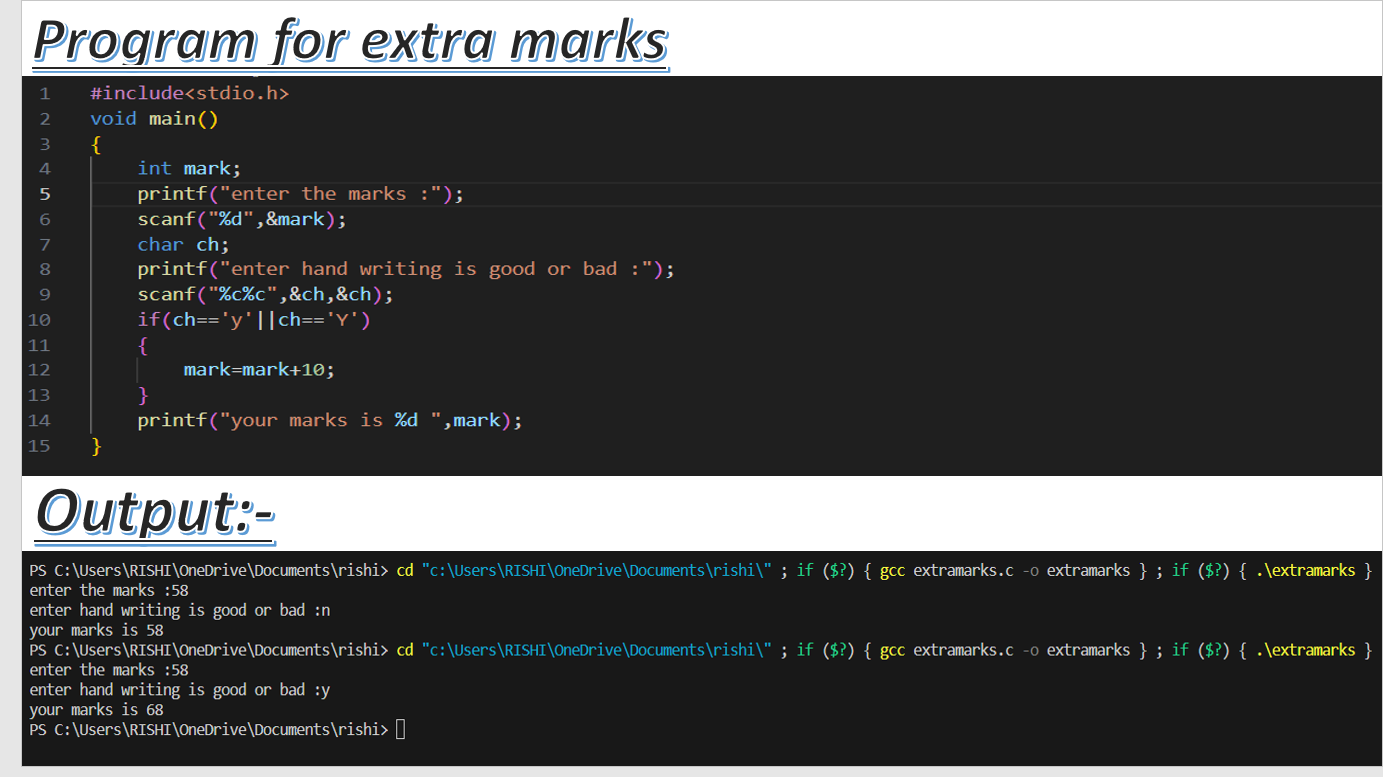 Program for extra marks
1 #include<stdio.h>
2 void main()
3 {
4 int mark;
5 printf("enter the marks :");
6 scanf("%d",&mark);
7 char ch;
8 printf("enter hand writing is good or bad :");
9 scanf("%c%c",&ch,&ch);
10 if(ch=='y'||ch=='Y')
11 {
12 mark=mark+10;
13 }
14 printf("your marks is %d ",mark);
15 }
Output:-
PS C:\Users\RISHI\OneDrive\Documents\rishi> cd "c:\Users\RISHI\OneDrive\Documents\rishi\" ; if ($?) { gcc extramarks.c -o extramarks } ; if ($?) { .\extramarks }
enter the marks :58
enter hand writing is good or bad :n
your marks is 58
PS C:\Users\RISHI\OneDrive\Documents\rishi> cd "c:\Users\RISHI\OneDrive\Documents\rishi\" ; if ($?) { gcc extramarks.c -o extramarks } ; if ($?) { .\extramarks }
enter the marks :58
enter hand writing is good or bad :y
your marks is 68
PS C:\Users\RISHI\OneDrive\Documents\rishi>